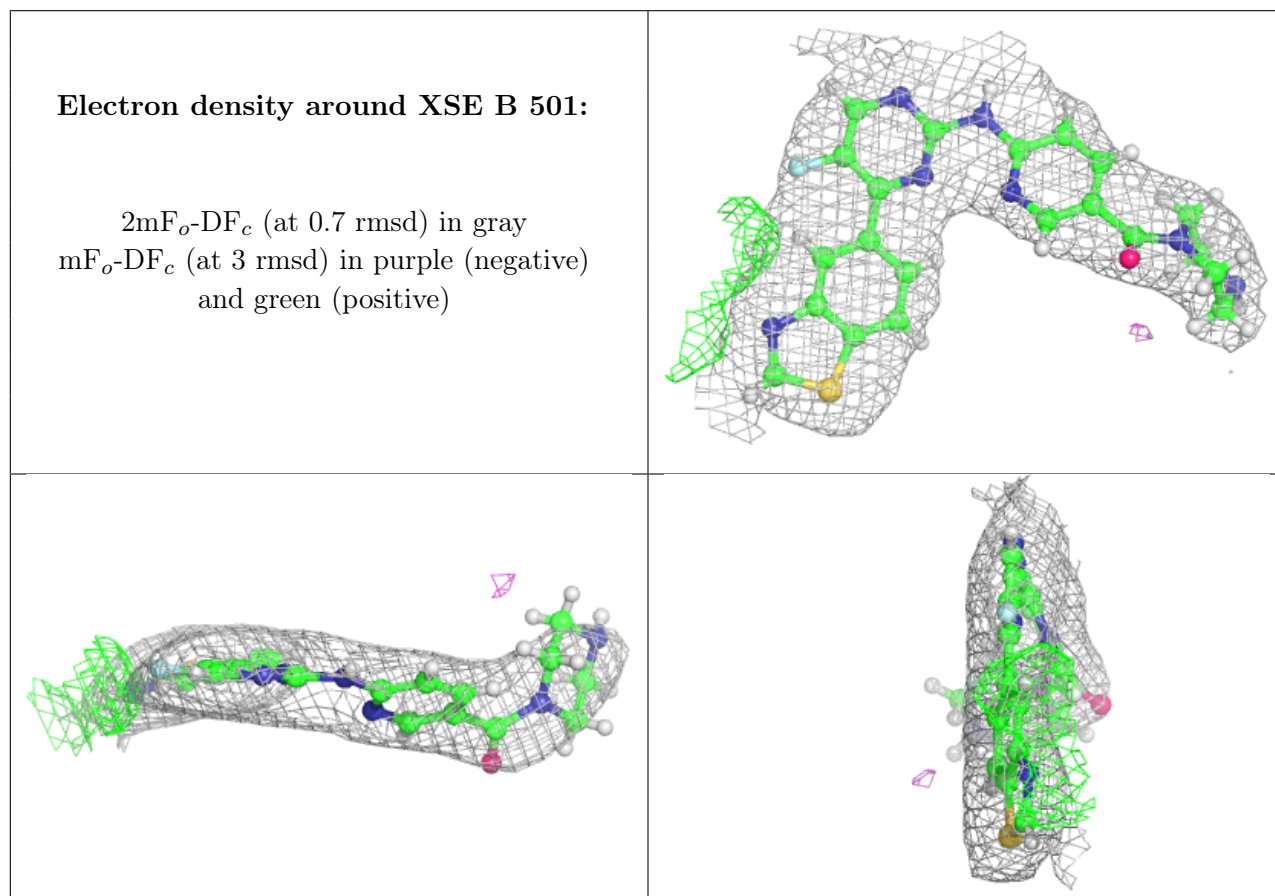 Electron density around XSE B 501:
2mFo-DFc (at 0.7 rmsd) in gray
mFo-DFc (at 3 rmsd) in purple (negative)
and green (positive)